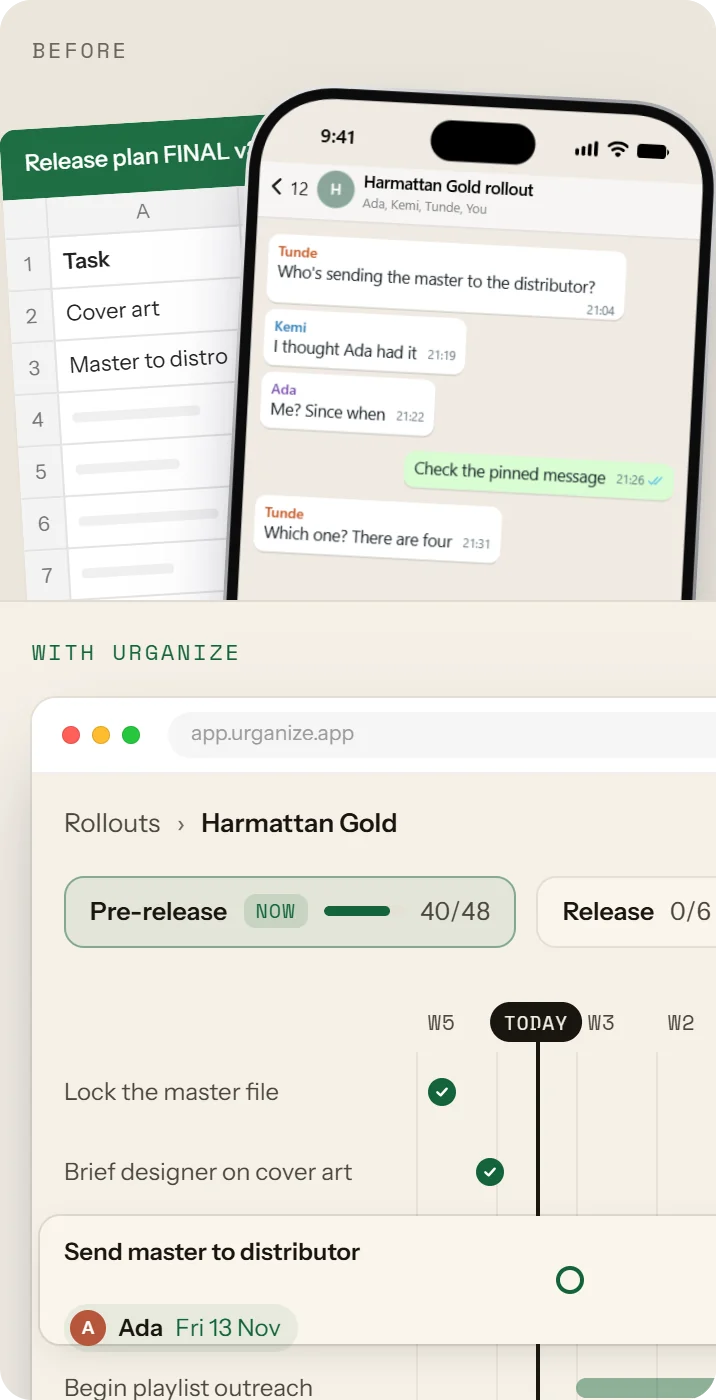 BEFORE
Release plan FINAL
A
1 Task
2 Cover art
3 Master to distro
4
5
6
7
9:41
12 H Harmattan Gold rollout
Ada, Kemi, Tunde, You
Tunde
Who's sending the master to the distributor?
21:04
Kemi
I thought Ada had it 21:19
Ada
Me? Since when 21:22
Check the pinned message 21:26
Tunde
Which one? There are four 21:31
WITH URGANIZE
app.urganize.app
Rollouts › Harmattan Gold
Pre-release NOW 40/48 Release 0/6
W5 TODAY W3 W2
Lock the master file
Brief designer on cover art
Send master to distributor
A Ada Fri 13 Nov
Begin playlist outreach